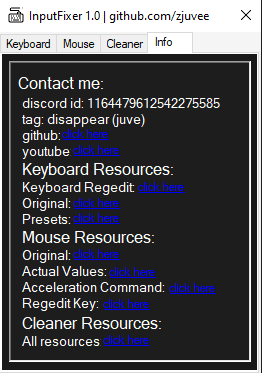 InputFixer 1.0 | github.com/zjuvee
Keyboard Mouse Cleaner Info
Contact me:
discord id: 1164479612542275585
tag: disappear (juve)
github: click here
youtube: click here
Keyboard Resources:
Keyboard Regedit: click here
Original: click here
Presets: click here
Mouse Resources:
Original: click here
Actual Values: click here
Acceleration Command: click here
Regedit Key: click here
Cleaner Resources:
All resources click here